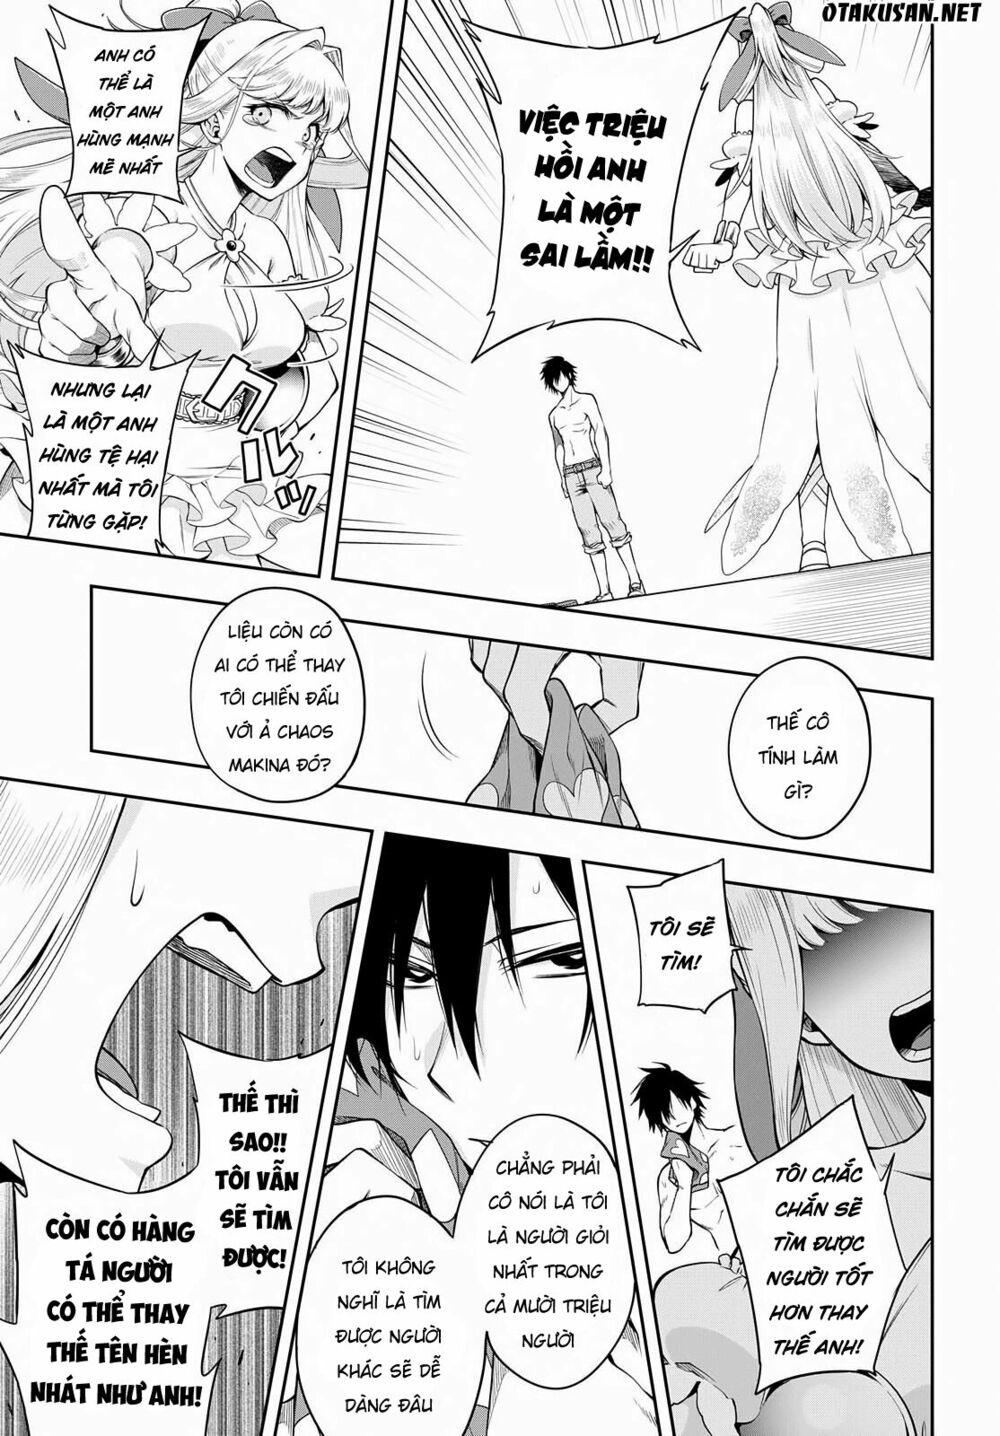 OTAKUSAN.NET
VIỆC TRIỆU
HỒI ANH
LÀ MỘT
SAI LẦM!!
ANH CÓ
THỂ LÀ
MỘT ANH
HÙNG MẠNH
MẼ NHẤT
NHƯNG LẠI
LÀ MỘT ANH
HÙNG TỆ HẠI
NHẤT MÀ TÔI
TỪNG GẶP!
クルッ
THẾ CÔ
TÍNH LÀM
GÌ?
LIỆU CÒN CÓ
AI CÓ THỂ THAY
TÔI CHIẾN ĐẤU
VỚI Ả CHAOS
MAKINA ĐÓ?
TÔI SẼ
TÌM!
TÔI CHẮC
CHẮN SẼ
TÌM ĐƯỢC
NGƯỜI TỐT
HƠN THAY
THẾ ANH!
CHẲNG PHẢI
CÔ NÓI LÀ TÔI
LÀ NGƯỜI GIỎI
NHẤT TRONG
CẢ MƯỜI TRIỆU
NGƯỜI
TÔI KHÔNG
NGHĨ LÀ TÌM
ĐƯỢC NGƯỜI
KHÁC SẼ DỄ
DÀNG ĐÂU
THẾ THÌ
SAO!!
TÔI VẪN
SẼ TÌM
ĐƯỢC!
CÒN CÓ HÀNG
TÁ NGƯỜI
CÓ THỂ THAY
THẾ TÊN HÈN
NHÁT NHƯ ANH!